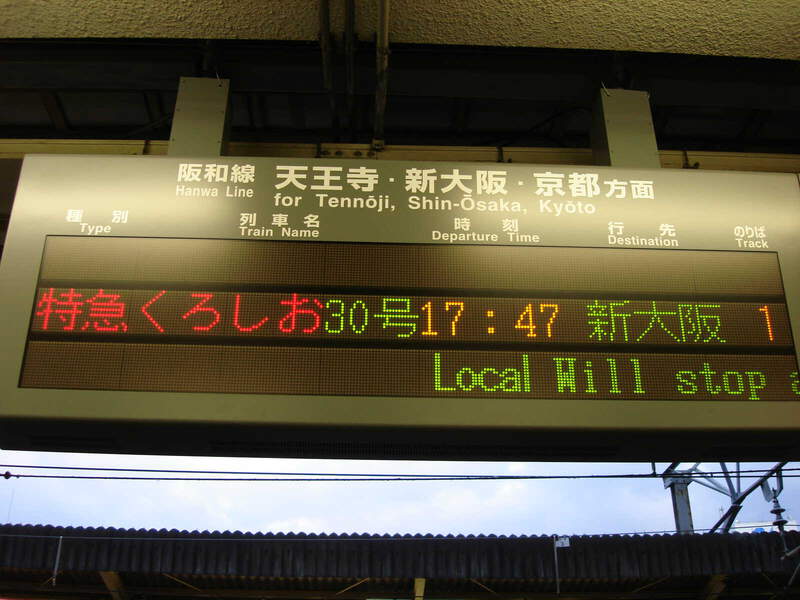 阪和線 天王寺・新大阪・京都方面
Hanwa Line for Tennōji, Shin-Ōsaka, Kyōto
種別 列車名 時刻 行先 のりば
Type Train Name Departure Time Destination Track
特急くろしお30号 17:47 新大阪 1
Local Will stop a